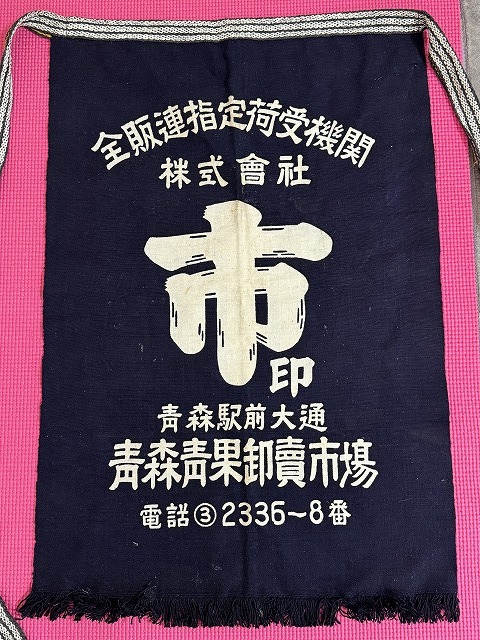 全販連指定荷受機関
株式會社
市
印
青森駅前大通
青森青果卸賣市場
電話③2336〜8番